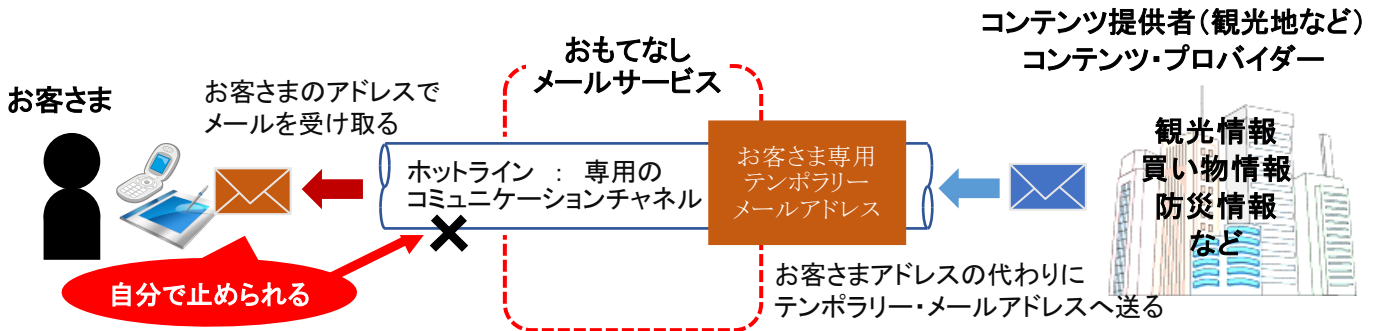 コンテンツ提供者（観光地など）
コンテンツ・プロバイダー
おもてなし
メールサービス
お客さま
お客さまのアドレスで
メールを受け取る
ホットライン ： 専用の
コミュニケーションチャネル
お客さま専用
テンポラリー
メールアドレス
観光情報
買い物情報
防災情報
など
自分で止められる
お客さまアドレスの代わりに
テンポラリー・メールアドレスへ送る